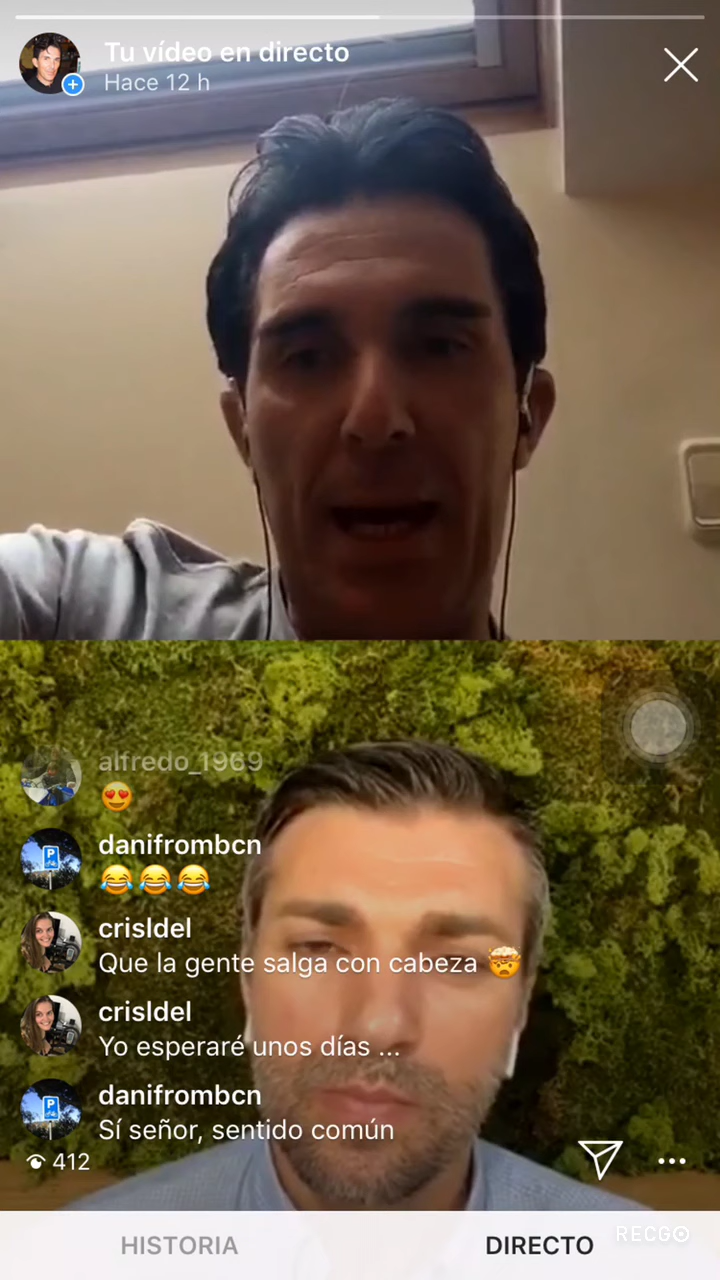 Tu vídeo en directo
Hace 12 h
alfredo_1969
😍
danifrombcn
😂😂😂
crisldel
Que la gente salga con cabeza 🤯
crisldel
Yo esperaré unos días ...
danifrombcn
Sí señor, sentido común
412
HISTORIA
DIRECTO
RECGO